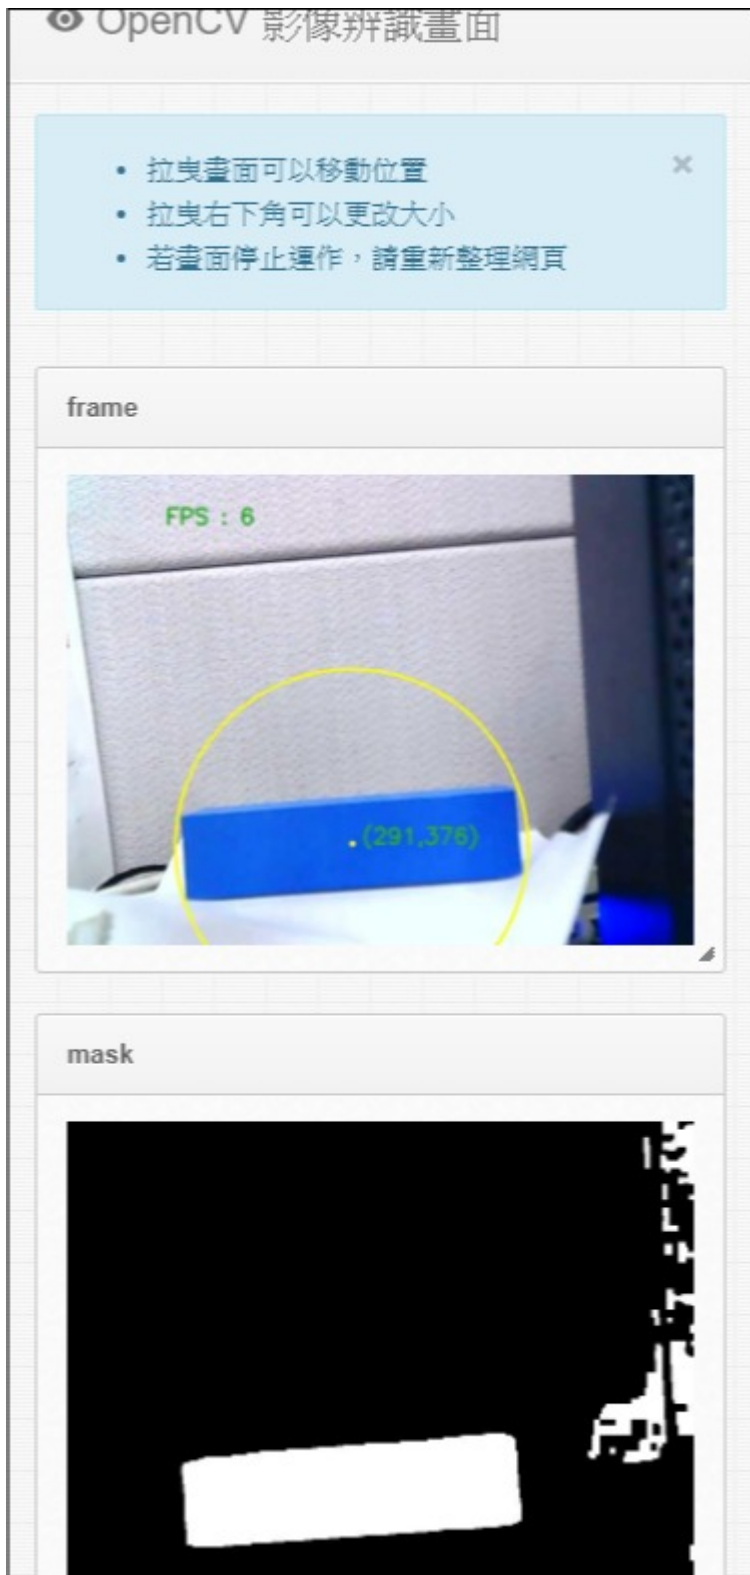 OpenCV 影像辨識畫面
拉曳畫面可以移動位置
×
拉曳右下角可以更改大小
若畫面停止運作,請重新整理網頁
frame
FPS : 6
(291,376)
mask